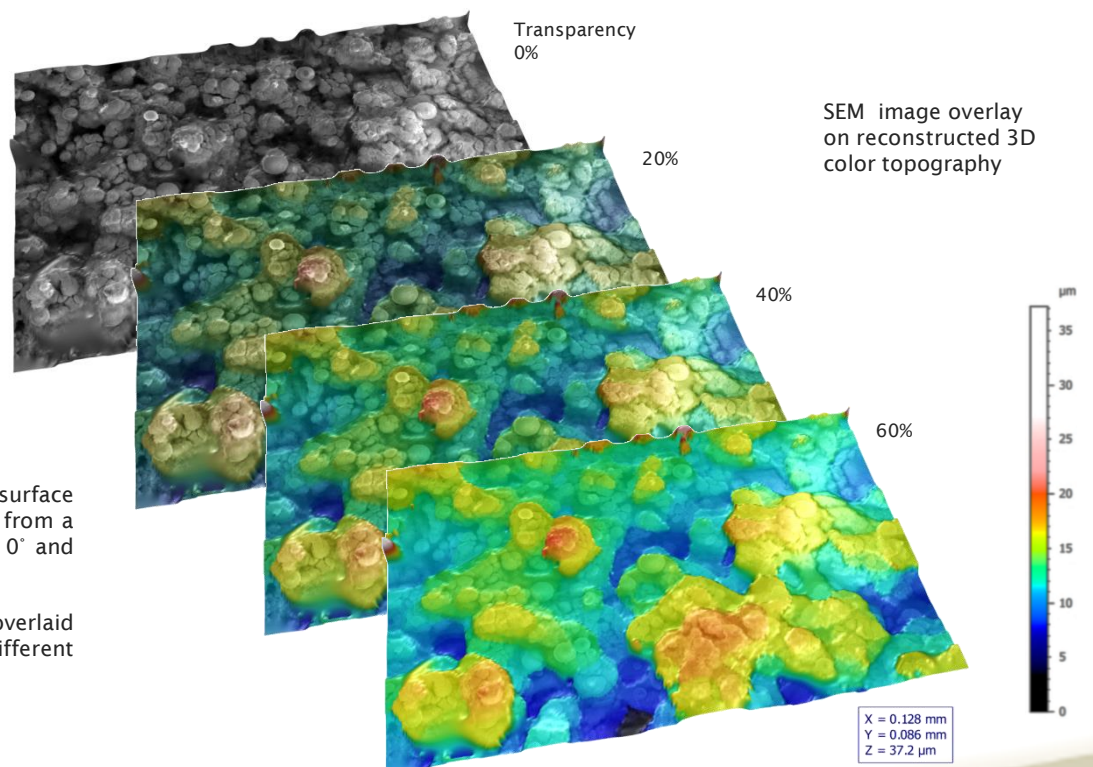 Transparency
0%
SEM image overlay
on reconstructed 3D
color topography
20%
40%
60%
surface
from a
0˚ and
overlaid
ifferent
µm
35
30
25
20
15
10
5
0
X = 0.128 mm
Y = 0.086 mm
Z = 37.2 µm